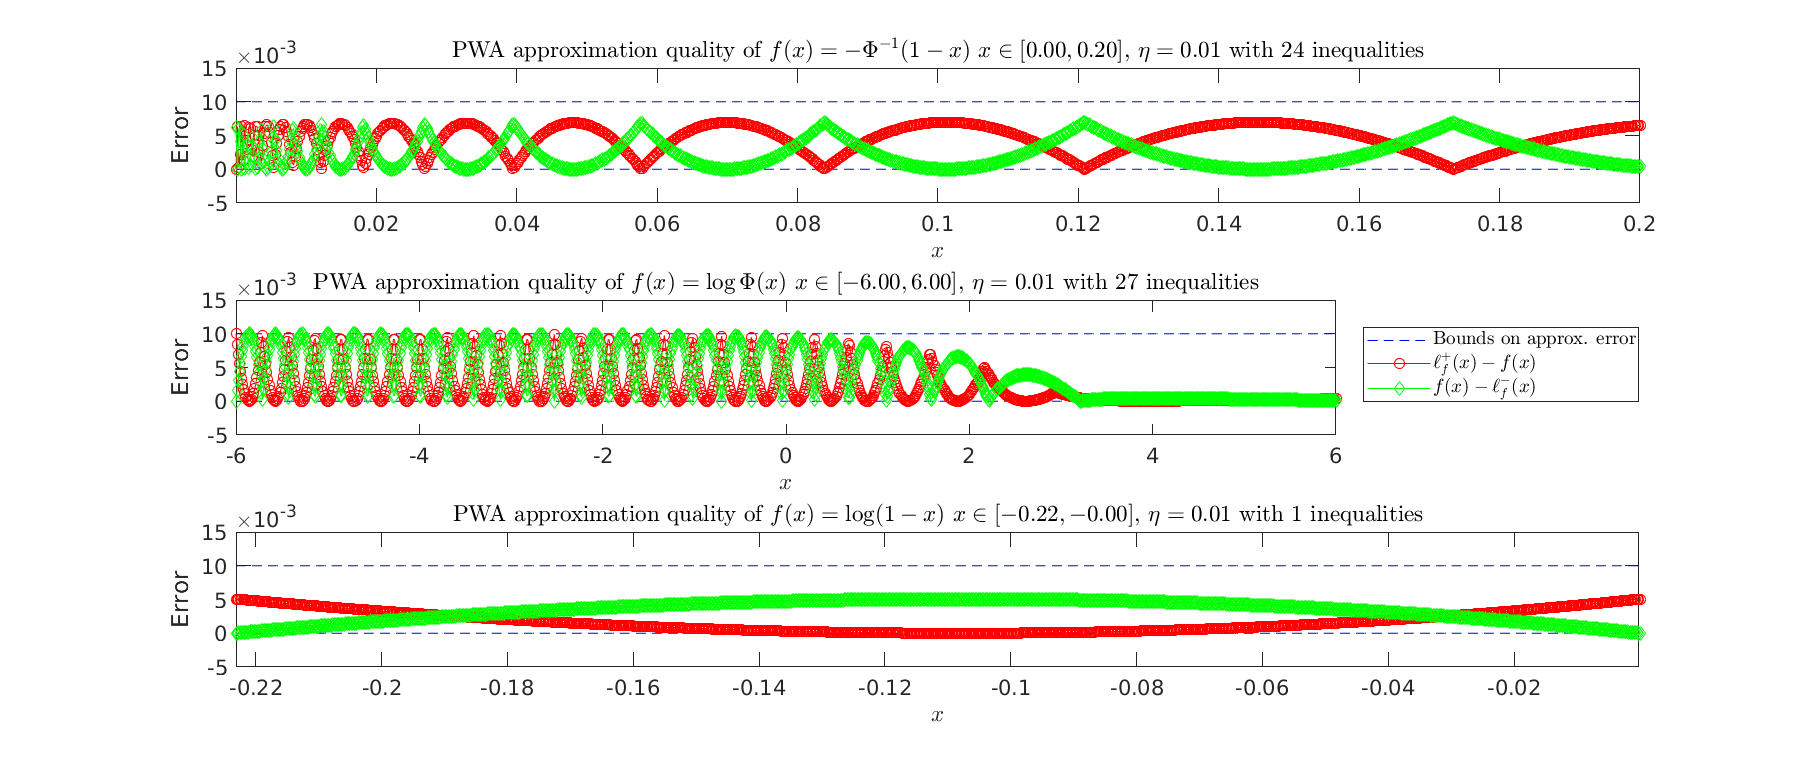 PWA approximation quality of f(x) = −Φ⁻¹(1 − x) x ∈ [0.00, 0.20], η = 0.01 with 24 inequalities
×10⁻³
15
10
5
0
-5
Error
0.02 0.04 0.06 0.08 0.1 0.12 0.14 0.16 0.18 0.2
x
PWA approximation quality of f(x) = log Φ(x) x ∈ [−6.00, 6.00], η = 0.01 with 27 inequalities
×10⁻³
15
10
5
0
-5
Error
-6 -4 -2 0 2 4 6
x
Bounds on approx. error
ℓ_f^+(x) − f(x)
f(x) − ℓ_f^−(x)
PWA approximation quality of f(x) = log(1 − x) x ∈ [−0.22, −0.00], η = 0.01 with 1 inequalities
×10⁻³
15
10
5
0
-5
Error
-0.22 -0.2 -0.18 -0.16 -0.14 -0.12 -0.1 -0.08 -0.06 -0.04 -0.02
x